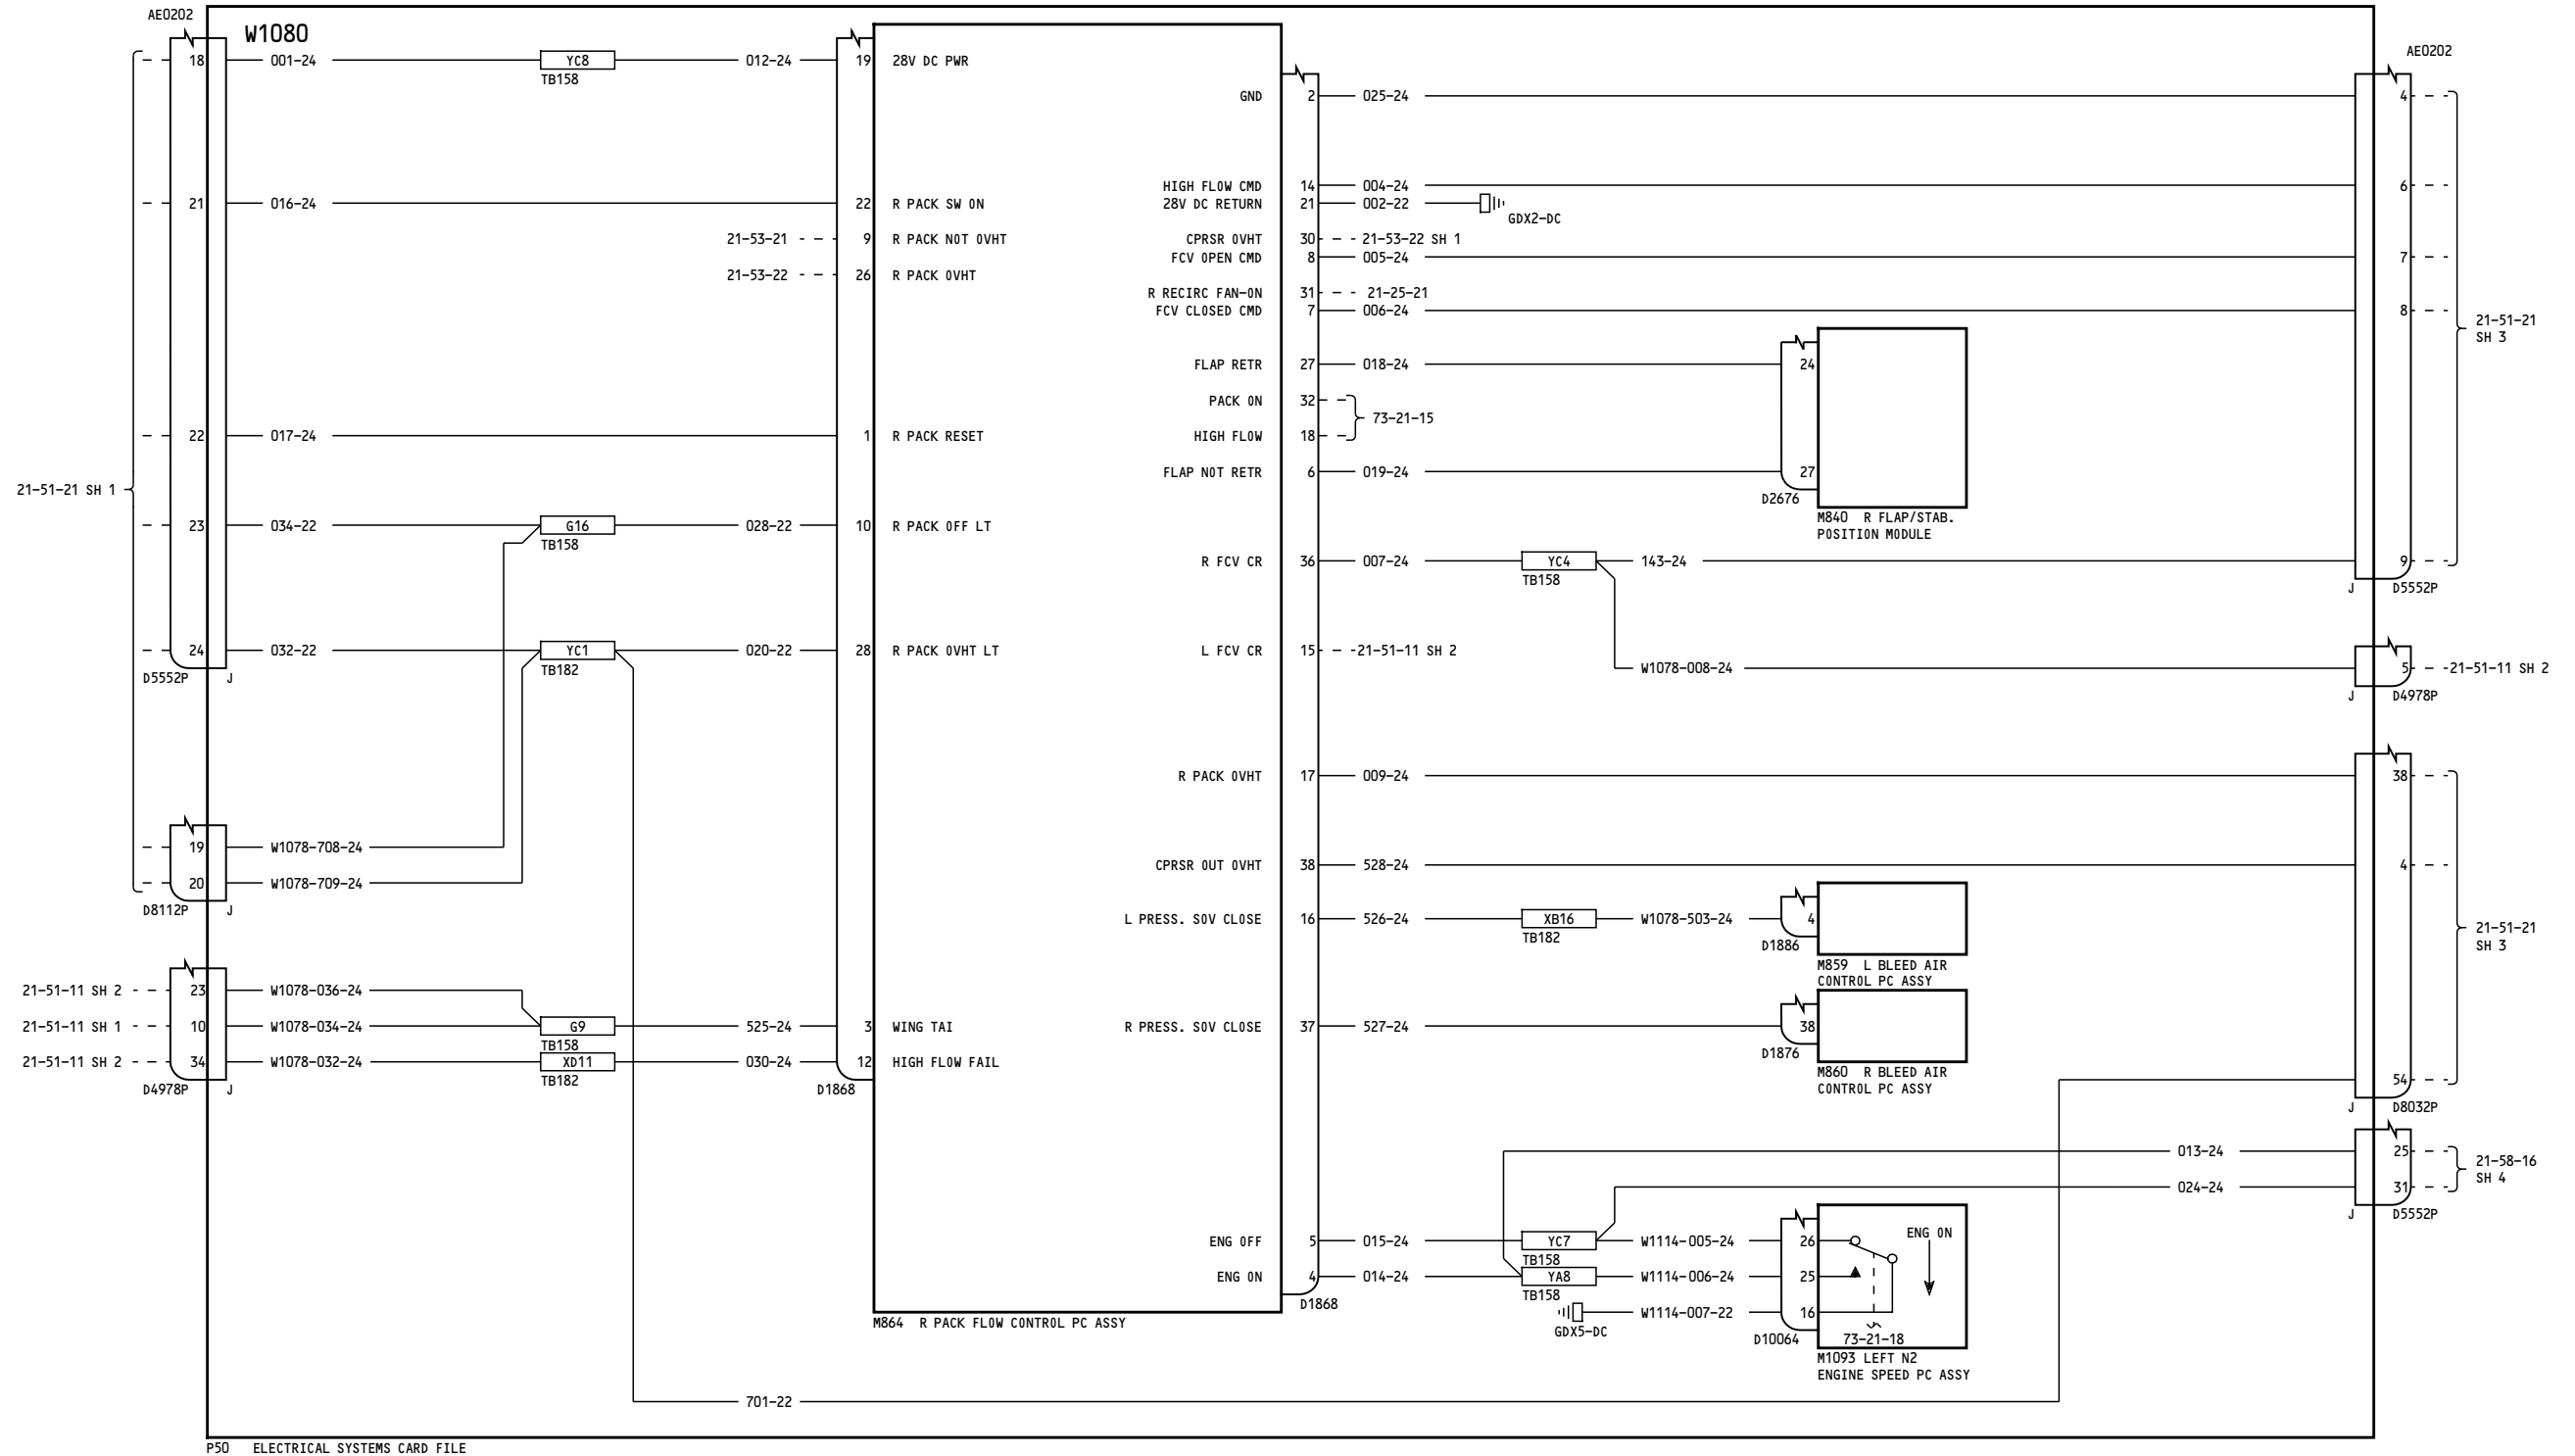 AE0202
W1080
AE0202
18 001-24 YC8 012-24 19 28V DC PWR
TB158
GND 2 025-24 4
HIGH FLOW CMD 14 004-24 6
21 016-24 22 R PACK SW ON
28V DC RETURN 21 002-22
GDX2-DC
21-53-21 9 R PACK NOT OVHT
CPRSR OVHT 30 21-53-22 SH 1
FCV OPEN CMD 8 005-24 7
21-53-22 26 R PACK OVHT
R RECIRC FAN-ON 31 21-25-21
FCV CLOSED CMD 7 006-24 8
21-51-21
SH 3
FLAP RETR 27 018-24 24
PACK ON 32
73-21-15
22 017-24 1 R PACK RESET
HIGH FLOW 18
FLAP NOT RETR 6 019-24 27
21-51-21 SH 1
D2676
M840 R FLAP/STAB.
POSITION MODULE
23 034-22 G16 028-22 10 R PACK OFF LT
TB158
R FCV CR 36 007-24 YC4 143-24 9
TB158
J D5552P
24 032-22 YC1 020-22 28 R PACK OVHT LT
TB182
D5552P J
L FCV CR 15 21-51-11 SH 2
W1078-008-24 5 21-51-11 SH 2
J D4978P
R PACK OVHT 17 009-24 38
19 W1078-708-24
20 W1078-709-24
D8112P J
CPRSR OUT OVHT 38 528-24 4
L PRESS. SOV CLOSE 16 526-24 XB16 W1078-503-24 4
TB182
D1886
M859 L BLEED AIR
CONTROL PC ASSY
21-51-21
SH 3
21-51-11 SH 2 23 W1078-036-24
21-51-11 SH 1 10 W1078-034-24 G9 525-24 3 WING TAI
TB158
21-51-11 SH 2 34 W1078-032-24 XD11 030-24 12 HIGH FLOW FAIL
TB182
D4978P J
D1868
R PRESS. SOV CLOSE 37 527-24 38
D1876
M860 R BLEED AIR
CONTROL PC ASSY
54
J D8032P
013-24 25
024-24 31
21-58-16
SH 4
J D5552P
ENG OFF 5 015-24 YC7 W1114-005-24 26
TB158
ENG ON
ENG ON 4 014-24 YA8 W1114-006-24 25
TB158
D1868
W1114-007-22 16
GDX5-DC
D10064
73-21-18
M1093 LEFT N2
ENGINE SPEED PC ASSY
M864 R PACK FLOW CONTROL PC ASSY
701-22
P50 ELECTRICAL SYSTEMS CARD FILE